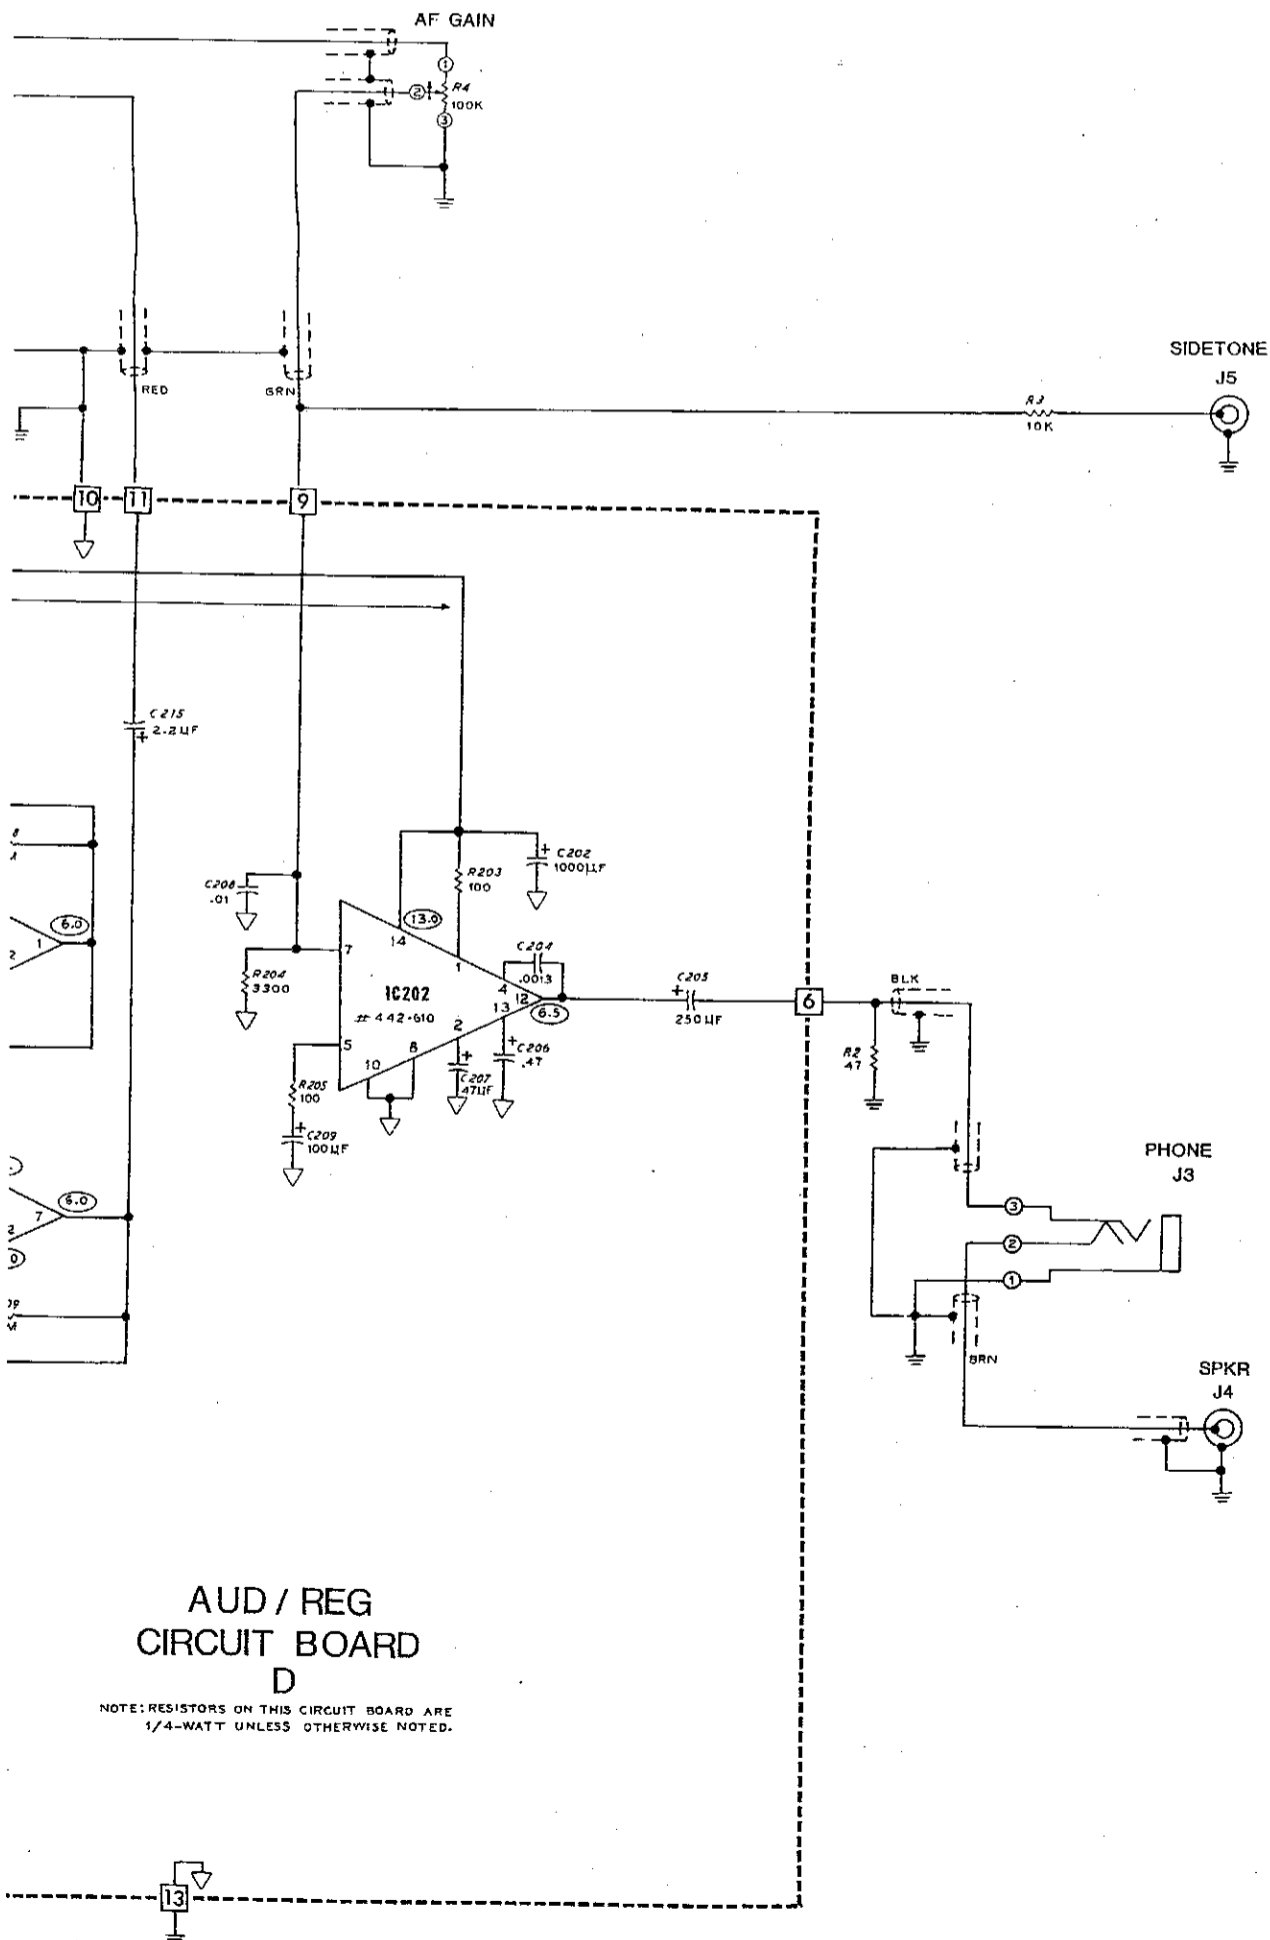 AF GAIN
1
2
R4
100K
3
RED
GRN
SIDETONE
J5
R3
10K
10
11
9
C215
2.2UF
8
C208
.01
R203
100
+
C202
1000UF
6.0
1
2
13.0
14
7
1
C204
.0013
R204
3300
IC202
#442-610
4
12
13
6.5
+
C205
250UF
6
BLK
R2
47
5
10
8
2
+
C206
.47
+
C207
47UF
R205
100
+
C209
100UF
PHONE
J3
3
2
1
6.0
7
2
BRN
SPKR
J4
AUD / REG
CIRCUIT BOARD
D
NOTE: RESISTORS ON THIS CIRCUIT BOARD ARE
1/4-WATT UNLESS OTHERWISE NOTED.
13